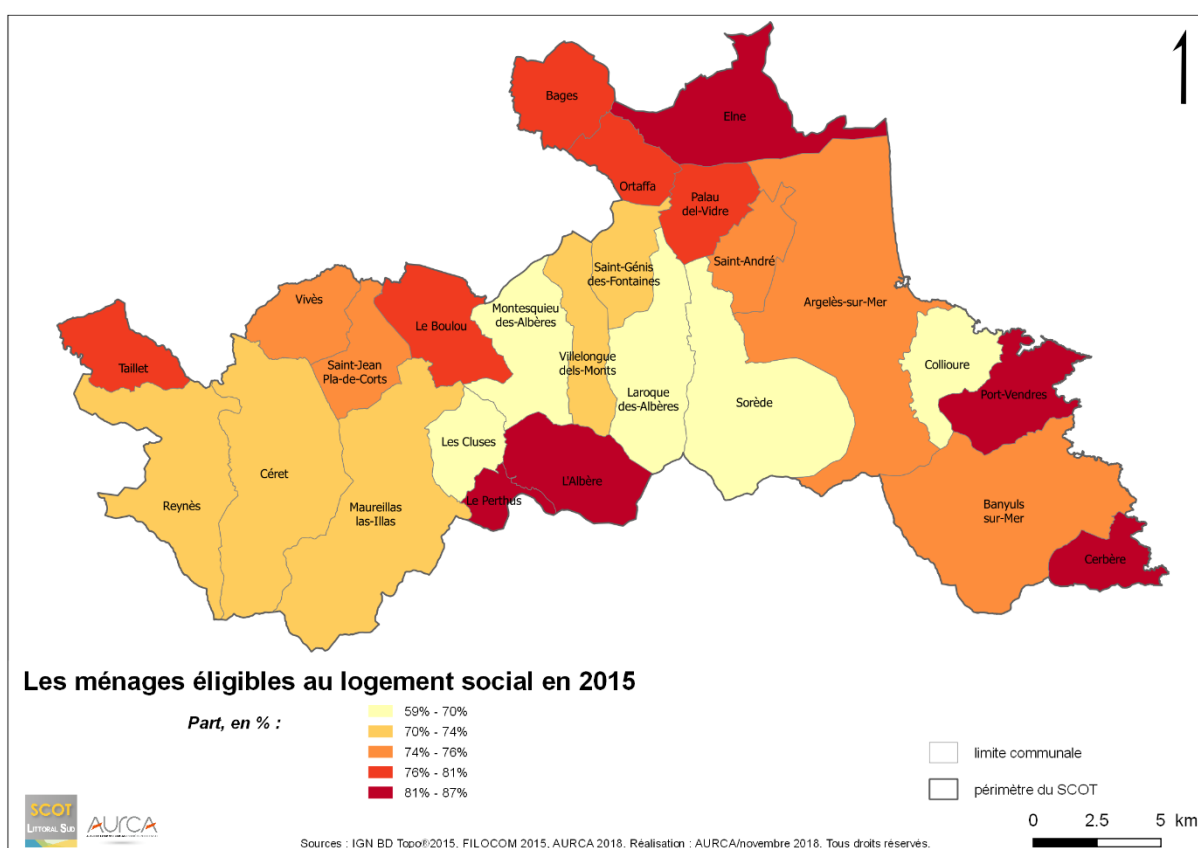 Bages
Elne
Ortaffa
Palau
del-Vidre
Saint-André
Saint-Génis
des-Fontaines
Argelès-sur-Mer
Vivès
Montesquieu
des-Albères
Le Boulou
Villelongue
dels-Monts
Collioure
Taillet
Saint-Jean
Pla-de-Corts
Laroque
des-Albères
Sorède
Port-Vendres
Les Cluses
Céret
L'Albère
Le Perthus
Reynès
Maureillas
las-Illas
Banyuls
sur-Mer
Cerbère
Les ménages éligibles au logement social en 2015
Part, en % :
59% - 70%
70% - 74%
74% - 76%
76% - 81%
81% - 87%
limite communale
périmètre du SCOT
SCOT
LITTORAL SUD
AURCA
0 2.5 5 km
Sources : IGN BD Topo®2015, FILOCOM 2015, AURCA 2018. Réalisation : AURCA/novembre 2018. Tous droits réservés.